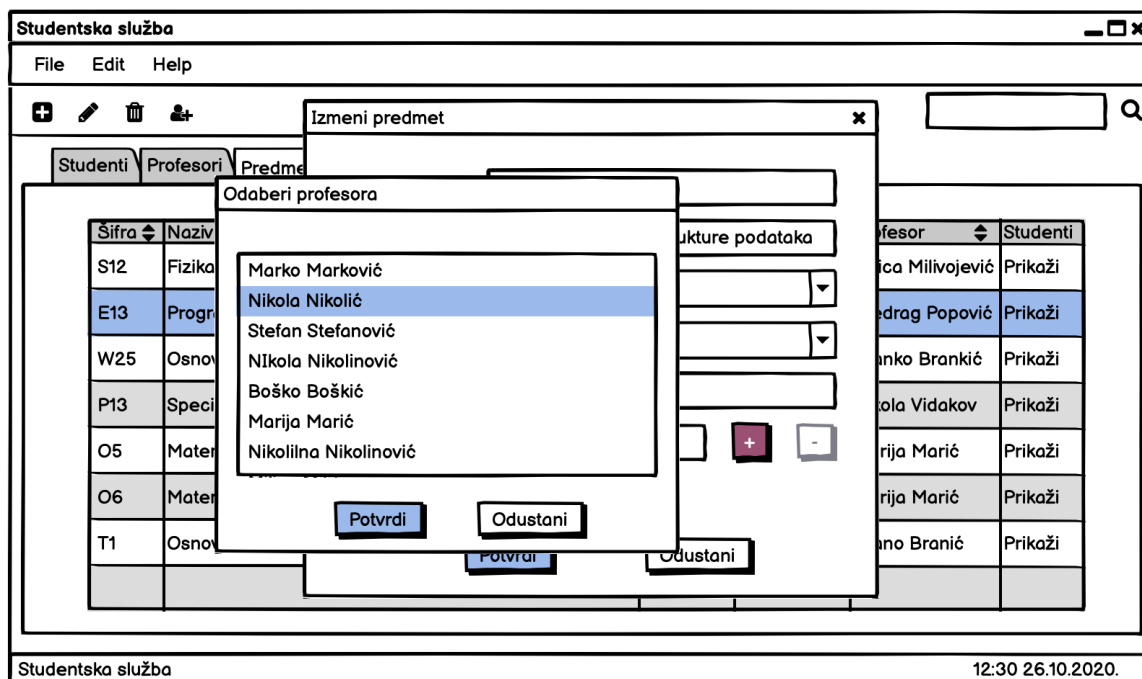 Studentska služba
File Edit Help
Izmeni predmet
Studenti Profesori Predme
Odaberi profesora
ukture podataka
Šifra Naziv ofesor Studenti
S12 Fizika ica Milivojević Prikaži
E13 Progr edrag Popović Prikaži
W25 Osnov anko Brankić Prikaži
P13 Speci kola Vidakov Prikaži
O5 Mater rija Marić Prikaži
O6 Mater rija Marić Prikaži
T1 Osnov ano Branić Prikaži
Marko Marković
Nikola Nikolić
Stefan Stefanović
NIkola Nikolinović
Boško Boškić
Marija Marić
Nikolilna Nikolinović
+ -
Potvrdi Odustani
Potvrdi Odustani
Studentska služba 12:30 26.10.2020.